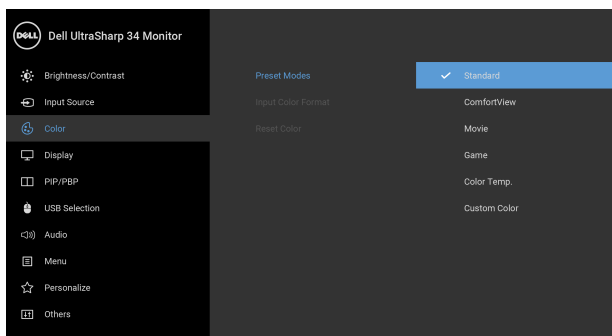 DELL Dell UltraSharp 34 Monitor
Brightness/Contrast Preset Modes Standard
Input Source Input Color Format ComfortView
Color Reset Color Movie
Display Game
PIP/PBP Color Temp.
USB Selection Custom Color
Audio
Menu
Personalize
Others